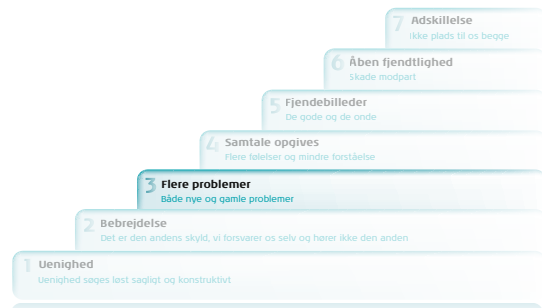 7 Adskillelse
Ikke plads til os begge
6 Åben fjendtlighed
Skade modpart
5 Fjendebilleder
De gode og de onde
4 Samtale opgives
Flere følelser og mindre forståelse
3 Flere problemer
Både nye og gamle problemer
2 Bebrejdelse
Det er den andens skyld, vi forsvarer os selv og hører ikke den anden
1 Uenighed
Uenighed søges løst sagligt og konstruktivt